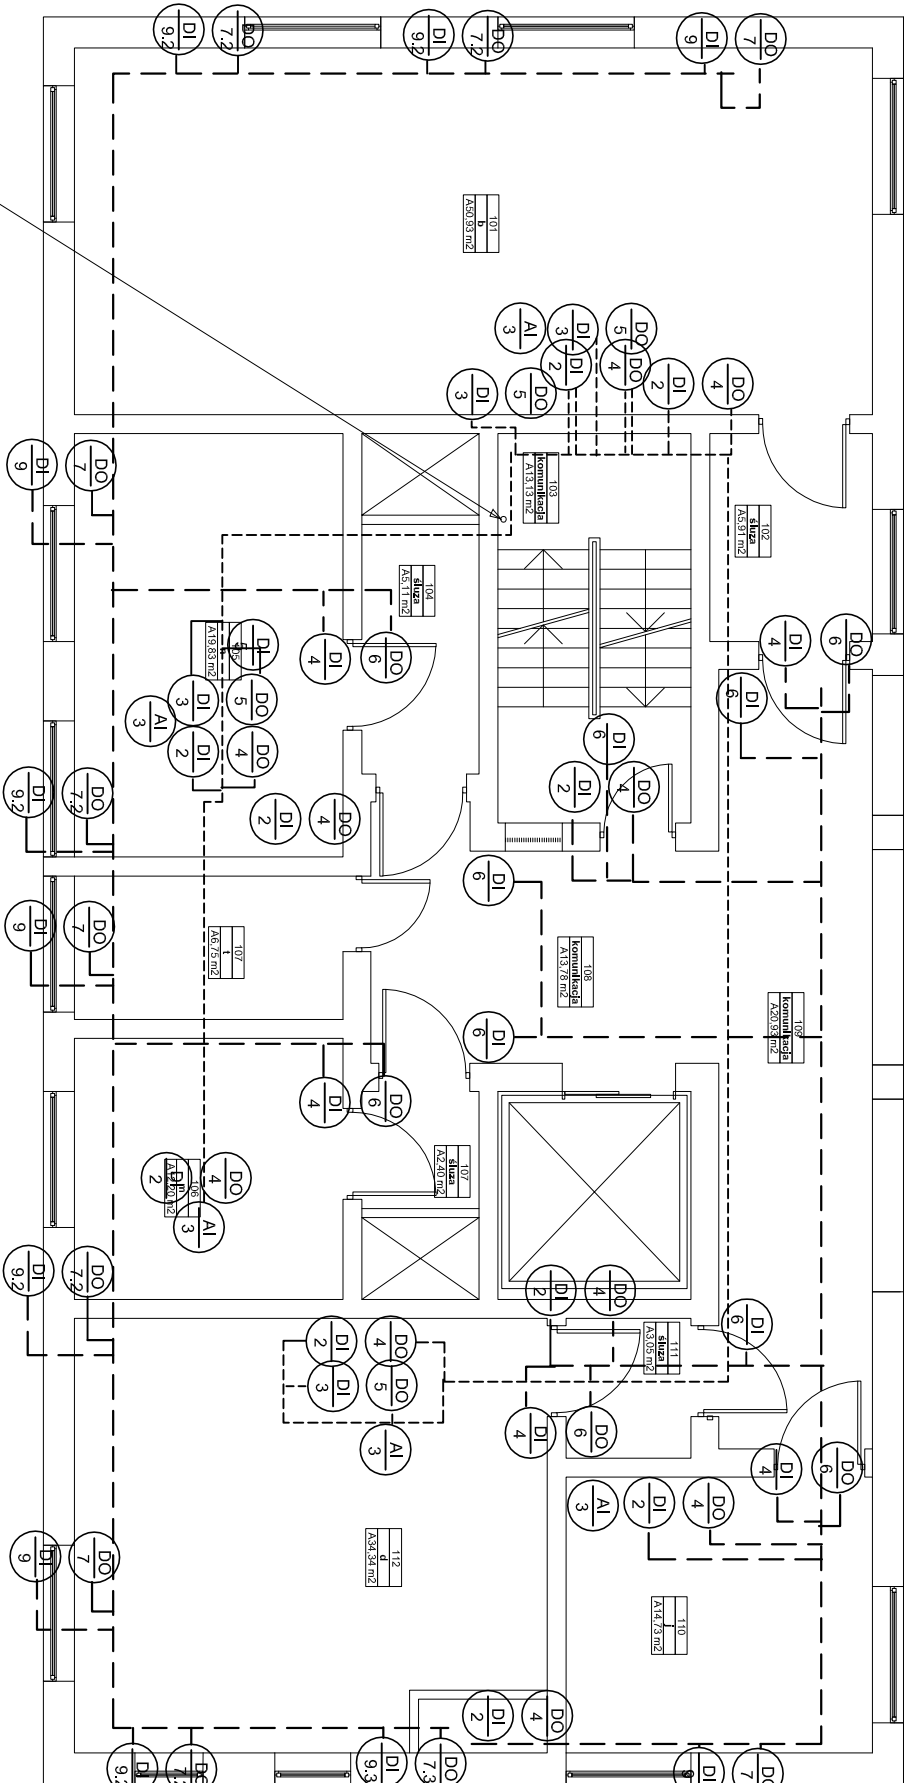 DI
9.2
DO
7.2
DI
9.2
DO
7.2
DI
9
DO
7
101
b
A50,93 m2
AI
3
DI
3
DO
5
DI
2
DO
4
DI
2
DO
4
DI
3
DO
5
DI
9
DO
7
103
komunikacja
A13,13 m2
102
śluza
A5,91 m2
104
śluza
A5,11 m2
105
A19,83 m2
DI
DI
4
DO
6
DI
4
DO
6
DI
3
DO
5
AI
3
DI
2
DO
4
DI
6
DI
6
DI
2
DO
4
DI
9.2
DO
7.2
DI
2
DO
4
DI
6
DI
9
DO
7
107
t
A6,75 m2
108
komunikacja
A13,78 m2
109
komunikacja
A20,93 m2
DI
6
DI
4
DO
6
107
śluza
A2,40 m2
DI
2
DO
4
106
m
AI
3
DI
9.2
DO
7.2
DI
2
DO
4
DI
6
111
śluza
A3,05 m2
DI
2
DO
4
DI
3
DO
5
AI
3
DI
4
DO
6
DI
4
DO
6
AI
3
DI
2
DO
4
DI
9
DO
7
112
d
A34,34 m2
110
j
A14,73 m2
DI
2
DO
4
DI
DO
DI
9.3
DO
7.3
DI
9
DO
7